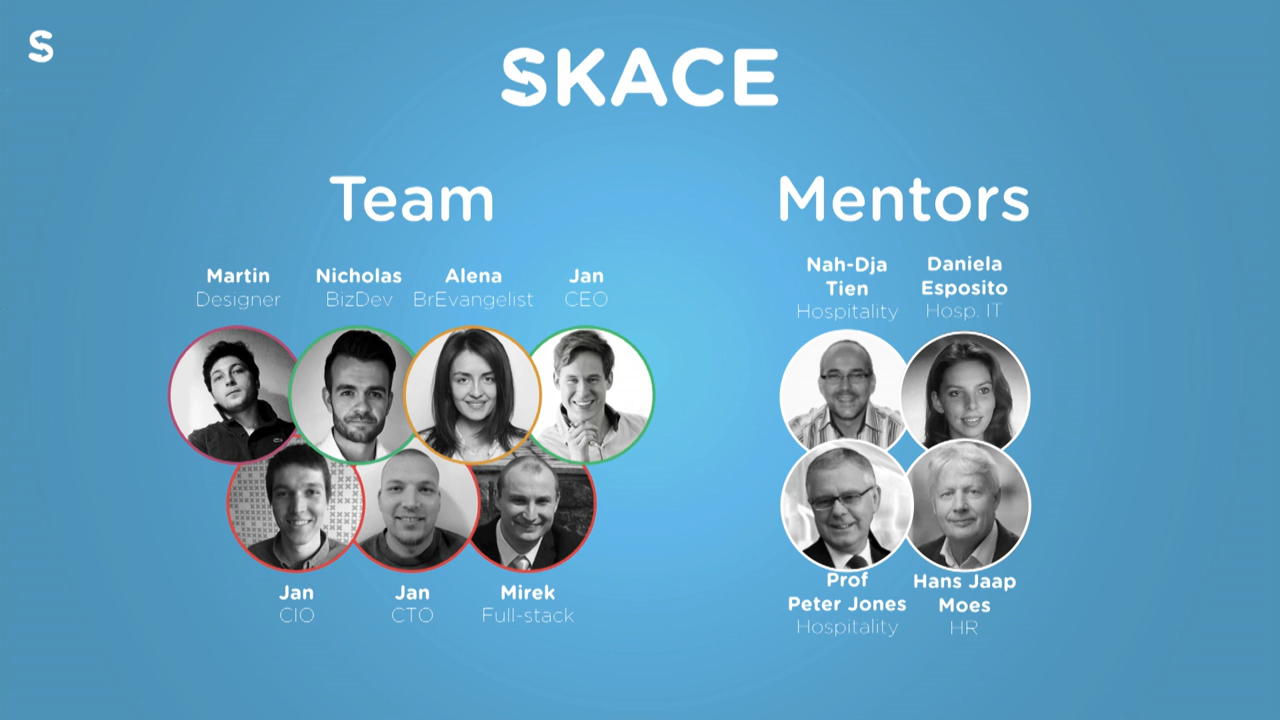 S
SKACE
Team
Mentors
Martin
Designer
Nicholas
BizDev
Alena
BrEvangelist
Jan
CEO
Nah-Dja
Tien
Hospitality
Daniela
Esposito
Hosp. IT
Jan
CIO
Jan
CTO
Mirek
Full-stack
Prof
Peter Jones
Hospitality
Hans Jaap
Moes
HR